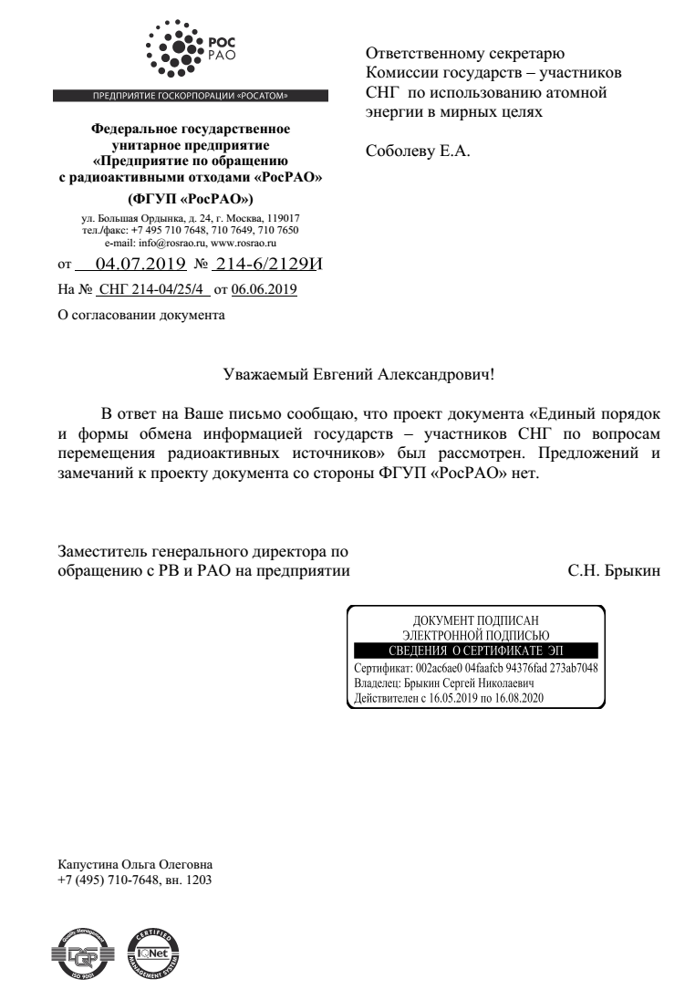 РОС
РАО
ПРЕДПРИЯТИЕ ГОСКОРПОРАЦИИ «РОСАТОМ»
Федеральное государственное
унитарное предприятие
«Предприятие по обращению
с радиоактивными отходами «РосРАО»
(ФГУП «РосРАО»)
ул. Большая Ордынка, д. 24, г. Москва, 119017
тел./факс: +7 495 710 7648, 710 7649, 710 7650
e-mail: info@rosrao.ru, www.rosrao.ru
от 04.07.2019 № 214-6/2129И
На № СНГ 214-04/25/4 от 06.06.2019
О согласовании документа
Ответственному секретарю
Комиссии государств – участников
СНГ по использованию атомной
энергии в мирных целях
Соболеву Е.А.
Уважаемый Евгений Александрович!
В ответ на Ваше письмо сообщаю, что проект документа «Единый порядок
и формы обмена информацией государств – участников СНГ по вопросам
перемещения радиоактивных источников» был рассмотрен. Предложений и
замечаний к проекту документа со стороны ФГУП «РосРАО» нет.
Заместитель генерального директора по
обращению с РВ и РАО на предприятии С.Н. Брыкин
ДОКУМЕНТ ПОДПИСАН
ЭЛЕКТРОННОЙ ПОДПИСЬЮ
СВЕДЕНИЯ О СЕРТИФИКАТЕ ЭП
Сертификат: 002ac6ae0 04faafcb 94376fad 273ab7048
Владелец: Брыкин Сергей Николаевич
Действителен с 16.05.2019 по 16.08.2020
Капустина Ольга Олеговна
+7 (495) 710-7648, вн. 1203
Quality Management
DQS
ISO 9001
CERTIFIED
IQNet
MANAGEMENT SYSTEM